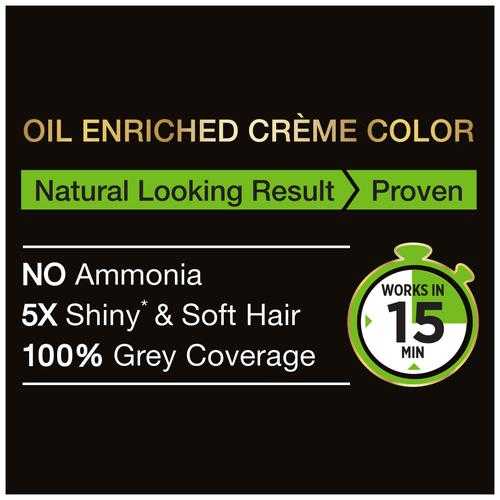 OIL ENRICHED CRÈME COLOR
Natural Looking Result Proven
NO Ammonia
5X Shiny* & Soft Hair
100% Grey Coverage
WORKS IN
15
MIN